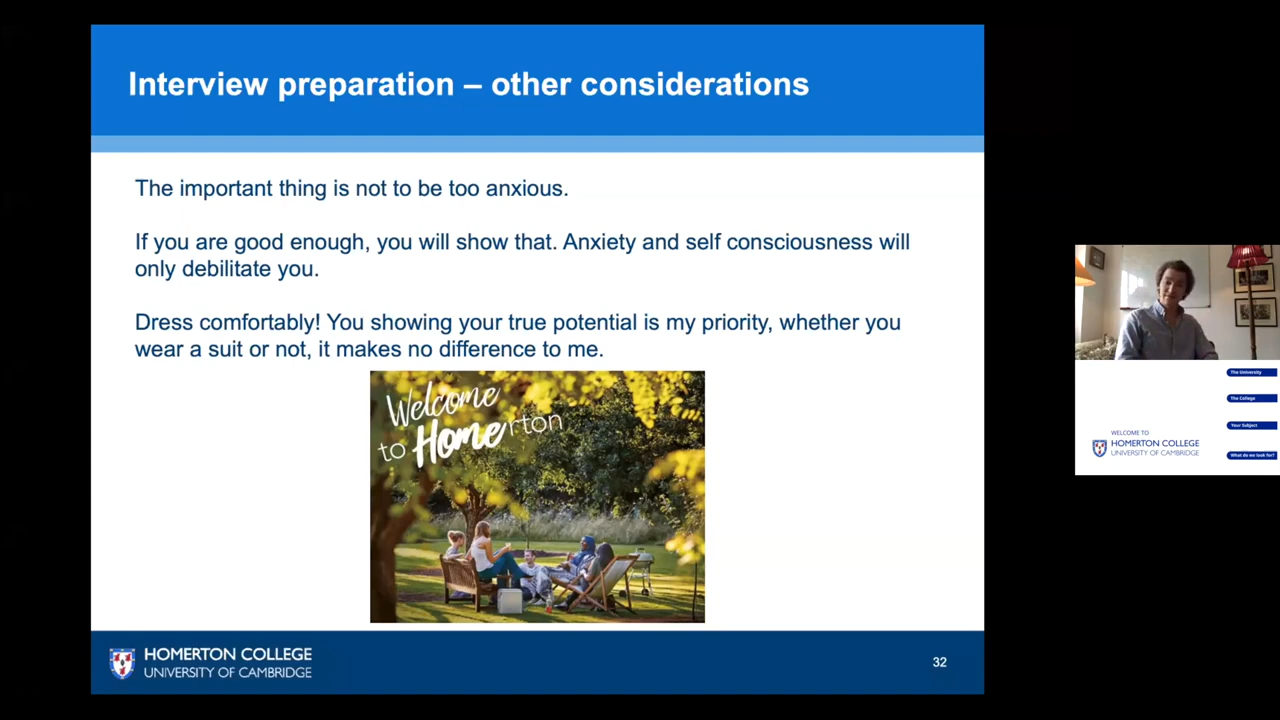 Interview preparation – other considerations
The important thing is not to be too anxious.
If you are good enough, you will show that. Anxiety and self consciousness will
only debilitate you.
Dress comfortably! You showing your true potential is my priority, whether you
wear a suit or not, it makes no difference to me.
Welcome
to Homerton
HOMERTON COLLEGE
UNIVERSITY OF CAMBRIDGE
32
The University
The College
Your Subject
What do we look for?
WELCOME TO
HOMERTON COLLEGE
UNIVERSITY OF CAMBRIDGE